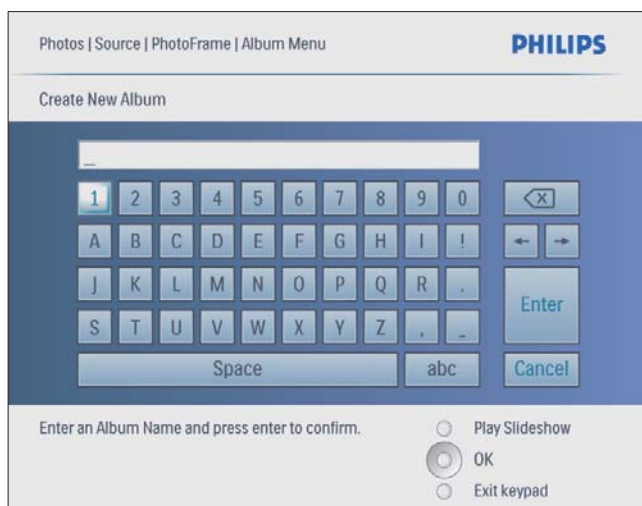 Photos | Source | PhotoFrame | Album Menu
PHILIPS
Create New Album
_
1 2 3 4 5 6 7 8 9 0
A B C D E F G H I !
J K L M N O P Q R .
Enter
S T U V W X Y Z , _
Space abc Cancel
Enter an Album Name and press enter to confirm.
Play Slideshow
OK
Exit keypad